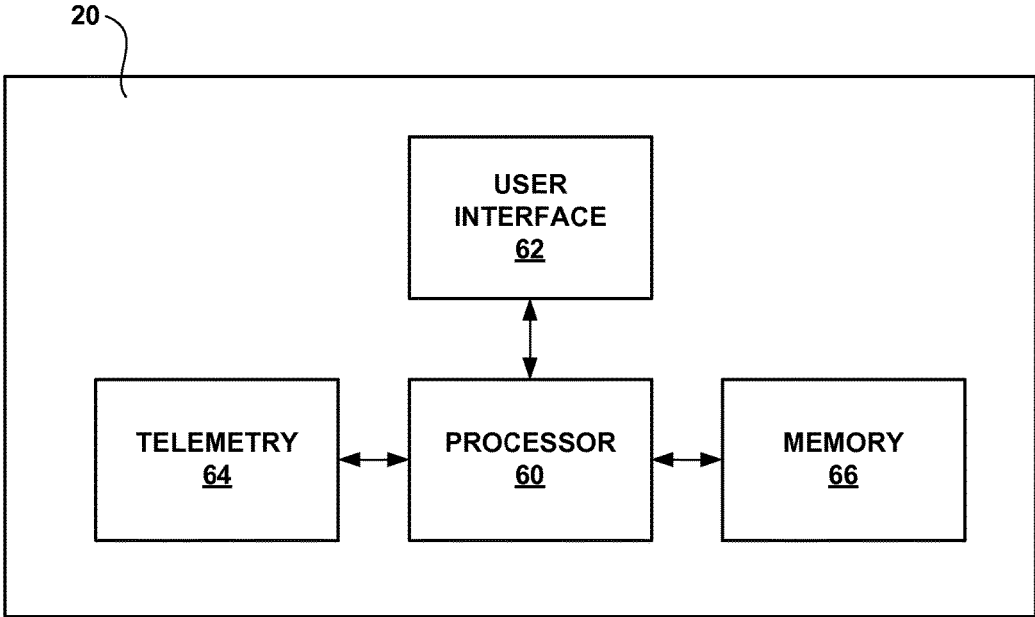 20
USER
INTERFACE
62
TELEMETRY
64
PROCESSOR
60
MEMORY
66